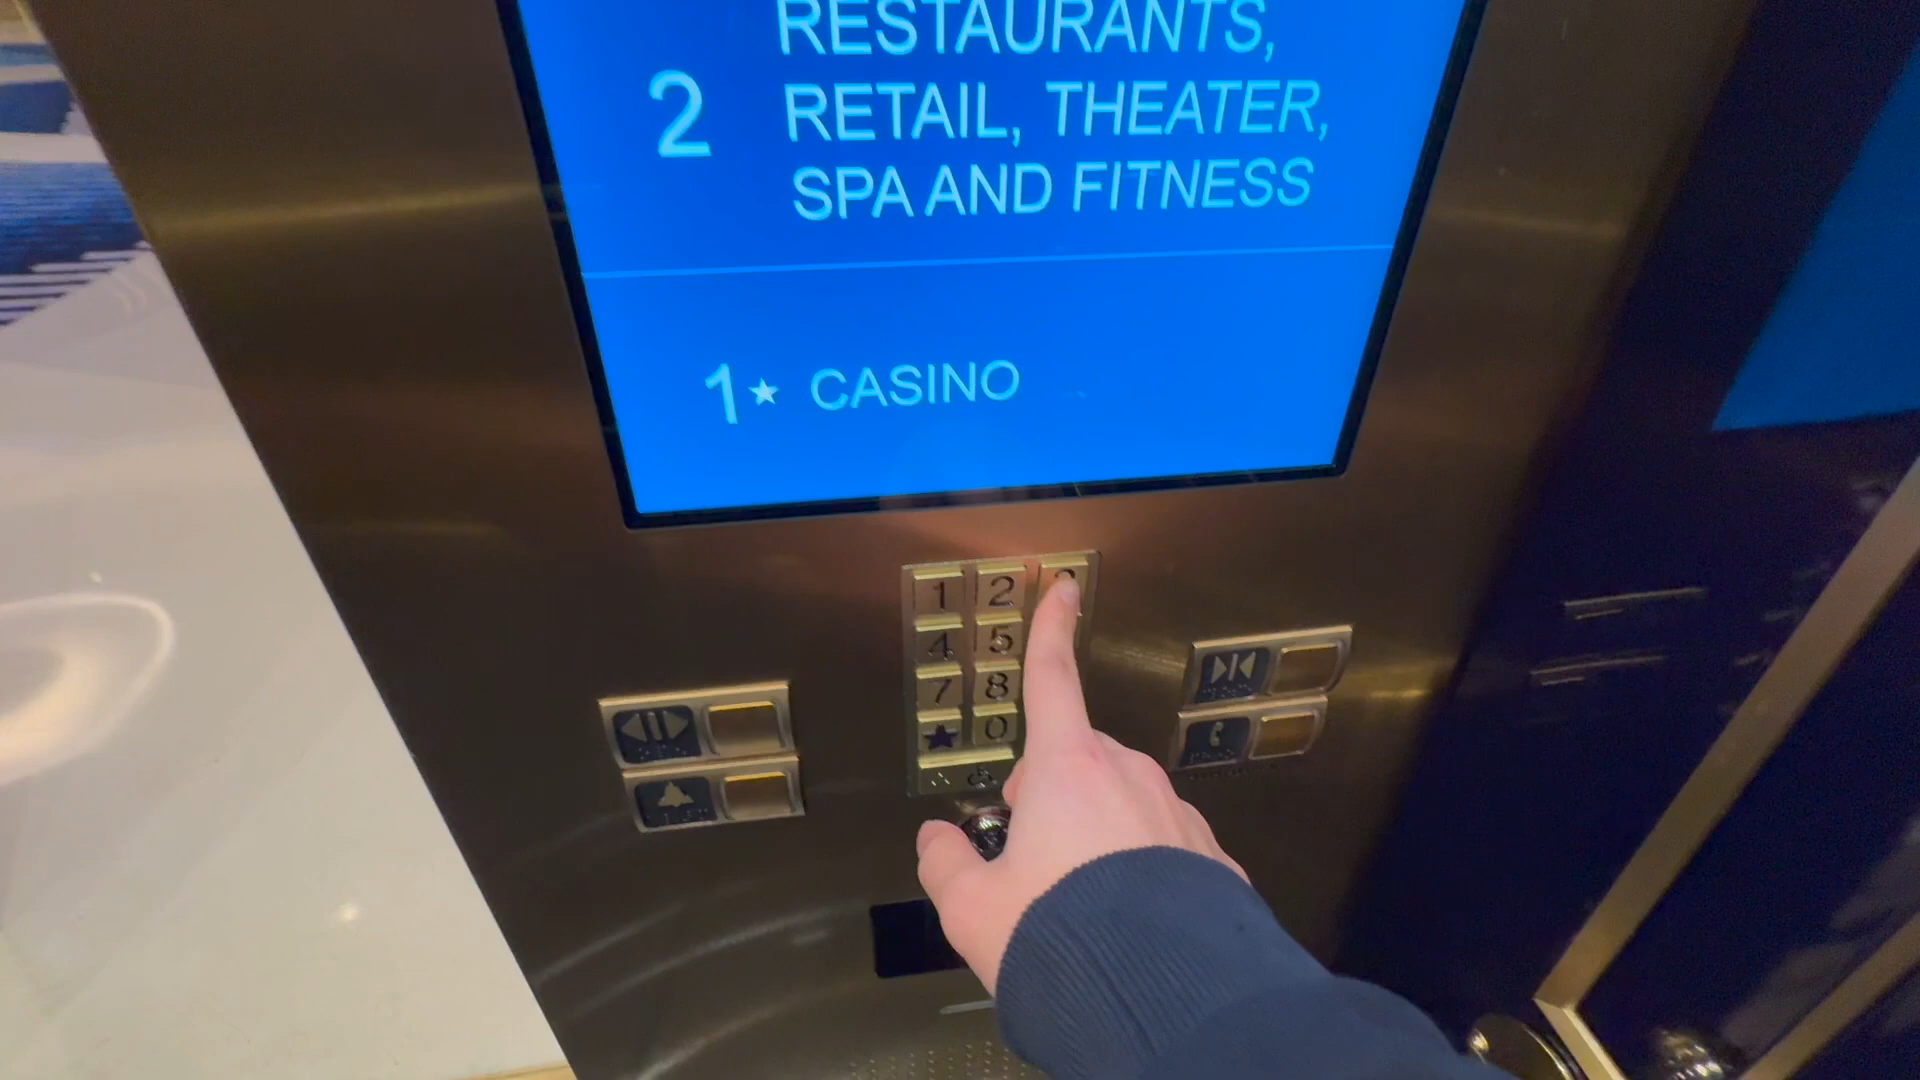 RESTAURANTS,
2 RETAIL, THEATER,
SPA AND FITNESS
1★ CASINO
1 2
4 5
7 8
★ 0